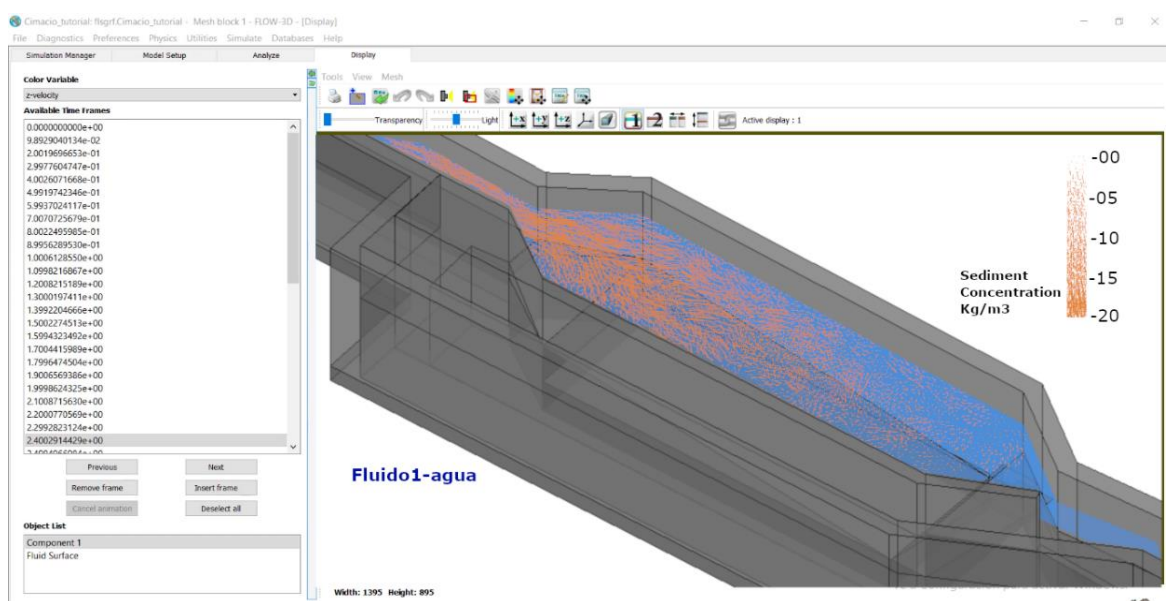 Cimacio_tutorial: flsgrf.Cimacio_tutorial - Mesh block 1 - FLOW-3D - [Display]
File Diagnostics Preferences Physics Utilities Simulate Databases Help
Simulation Manager Model Setup Analyze Display
Color Variable
z-velocity
Available Time Frames
0.0000000000e+00
9.8929040134e-02
2.0019696653e-01
2.9977604747e-01
4.0026071668e-01
4.9919742346e-01
5.9937024117e-01
7.0070725679e-01
8.0022495985e-01
8.9956289530e-01
1.0006128550e+00
1.0998216867e+00
1.2008215189e+00
1.3000197411e+00
1.3992204666e+00
1.5002274513e+00
1.5994323492e+00
1.7004415989e+00
1.7996474504e+00
1.9006569386e+00
1.9998624325e+00
2.1008715630e+00
2.2000770569e+00
2.2992823124e+00
2.4002914429e+00
Previous Next
Remove frame Insert frame
Cancel animation Deselect all
Object List
Component 1
Fluid Surface
Tools View Mesh
Transparency Light +X +Y +Z 1 2 Active display : 1
-00
-05
-10
-15
-20
Sediment
Concentration
Kg/m3
Fluido1-agua
Width: 1395 Height: 895